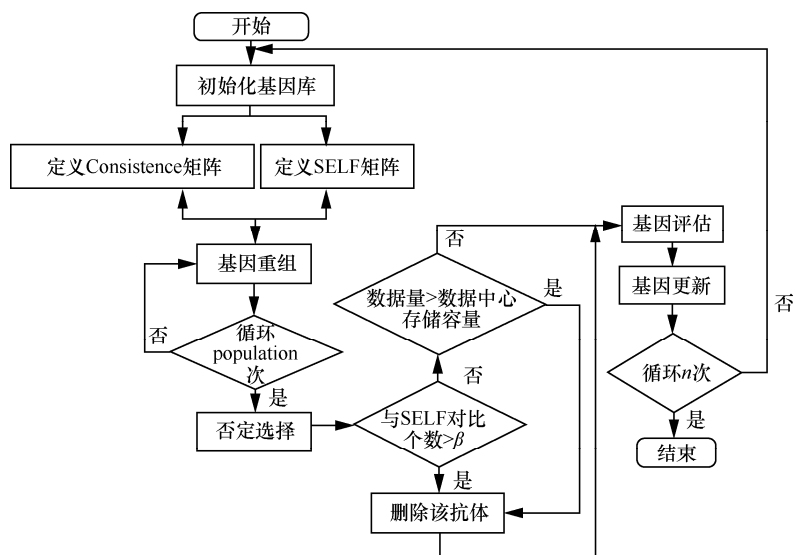 开始
初始化基因库
定义Consistence矩阵
定义SELF矩阵
基因重组
否
循环
population
次
是
否定选择
与SELF对比
个数>β
否
是
数据量>数据中心
存储容量
否
是
删除该抗体
基因评估
基因更新
循环n次
否
是
结束